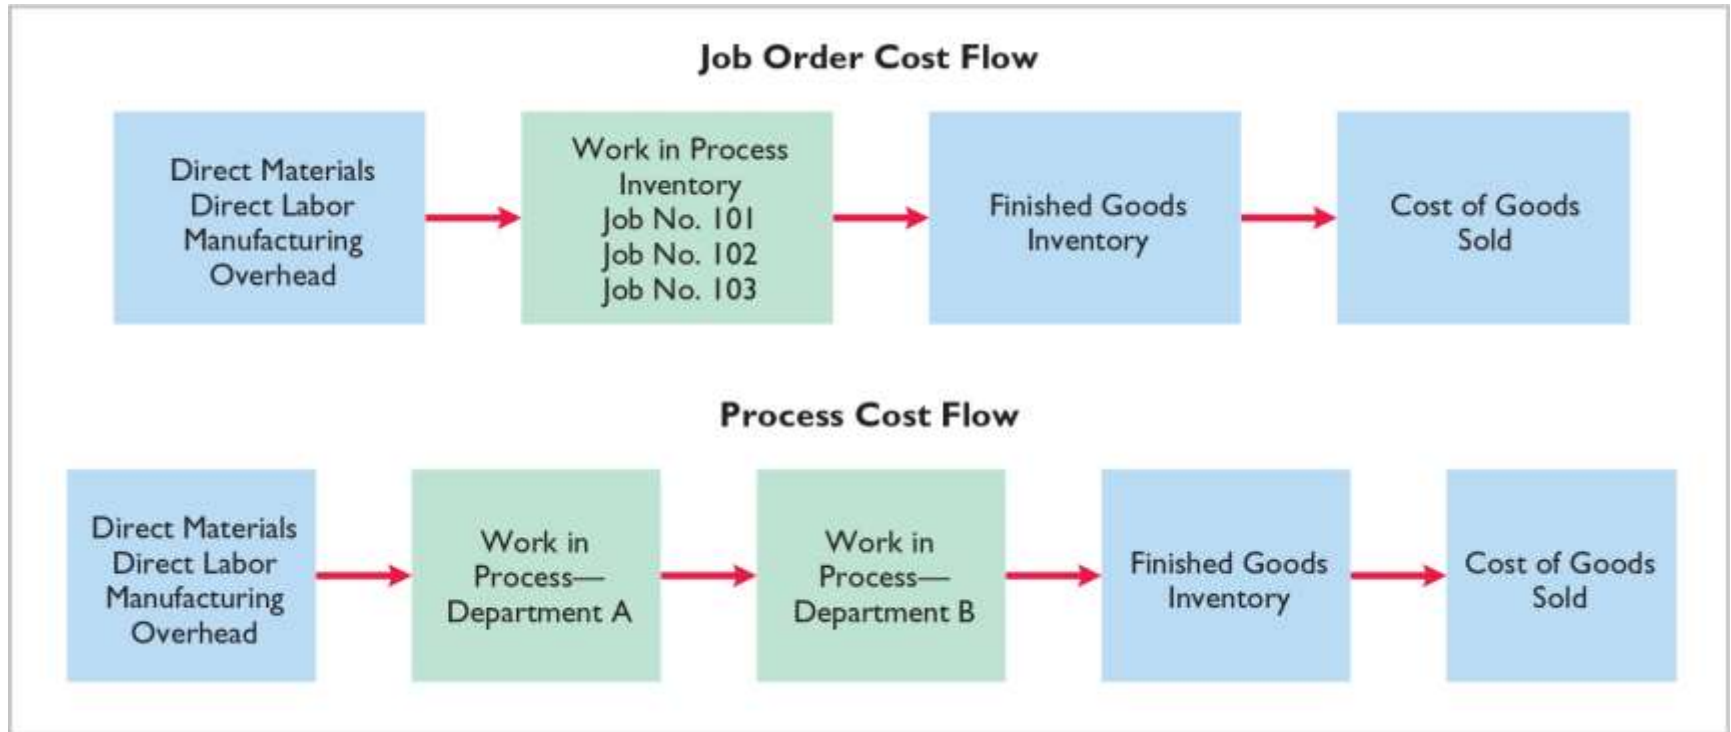 Job Order Cost Flow
Direct Materials
Direct Labor
Manufacturing
Overhead
Work in Process
Inventory
Job No. 101
Job No. 102
Job No. 103
Finished Goods
Inventory
Cost of Goods
Sold
Process Cost Flow
Direct Materials
Direct Labor
Manufacturing
Overhead
Work in
Process—
Department A
Work in
Process—
Department B
Finished Goods
Inventory
Cost of Goods
Sold